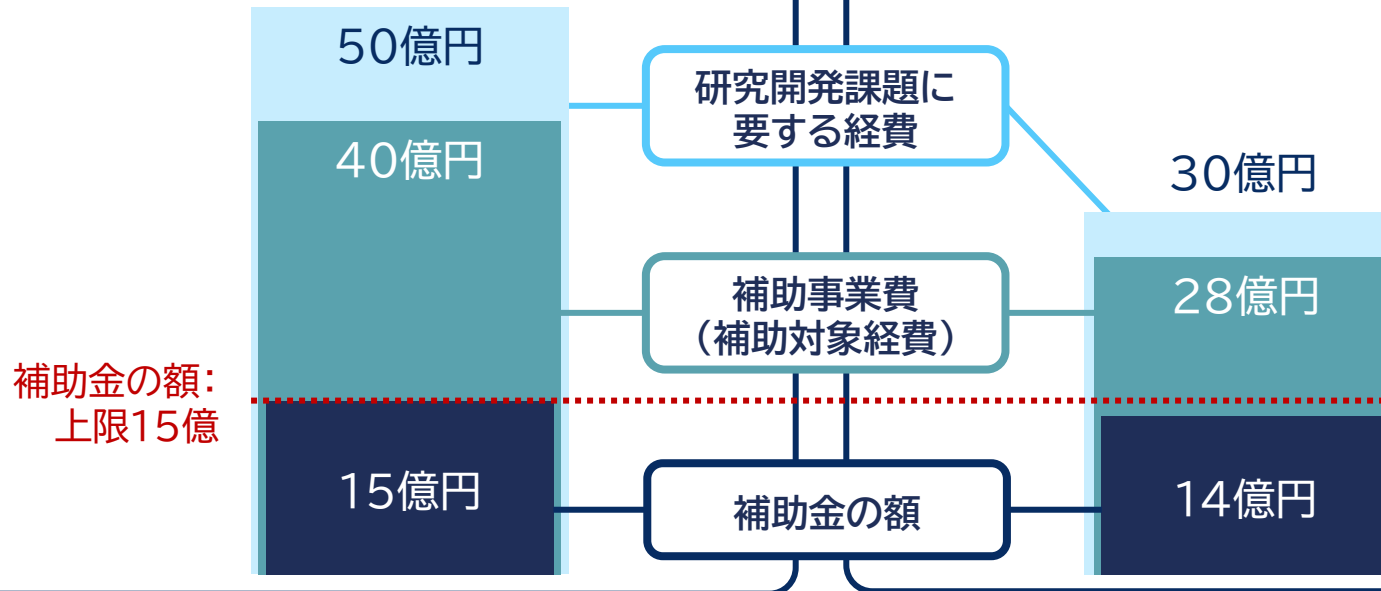 50億円
40億円
補助金の額:
上限15億
15億円
研究開発課題に
要する経費
補助事業費
(補助対象経費)
補助金の額
30億円
28億円
14億円